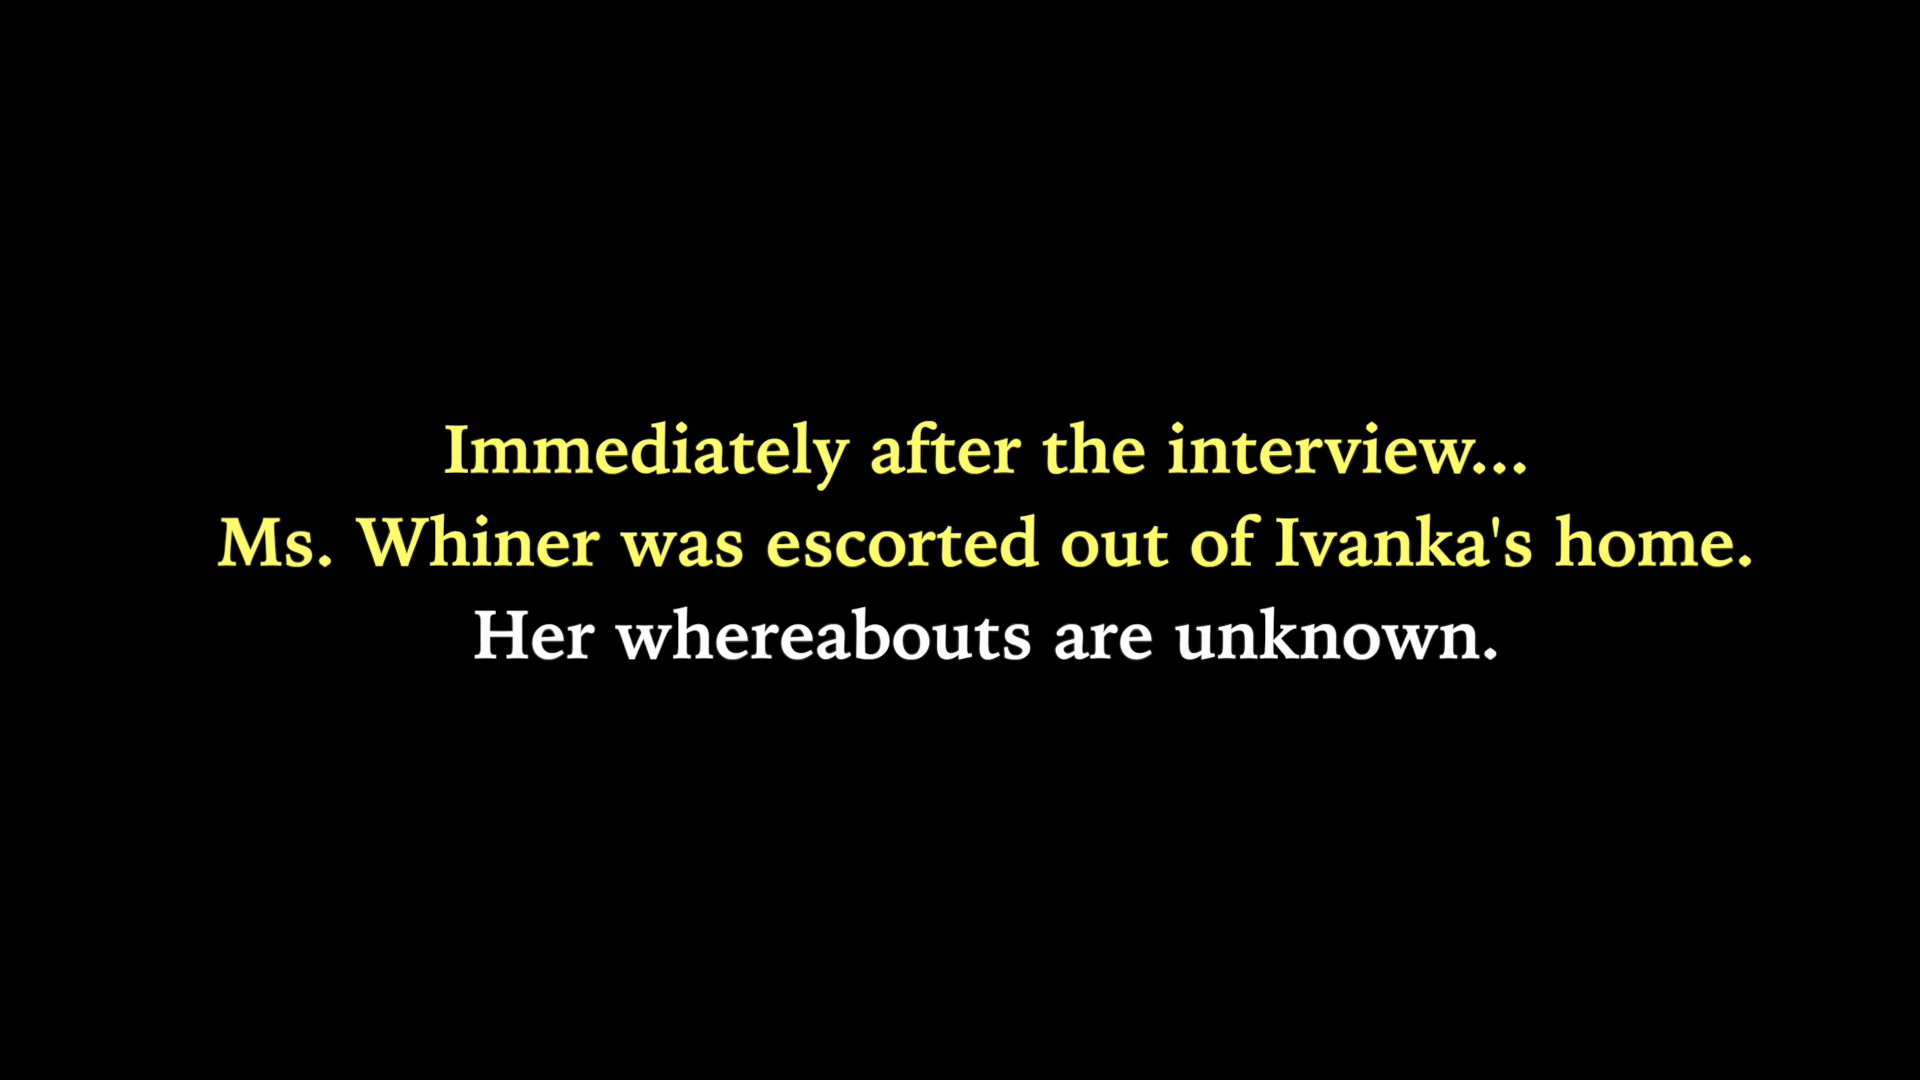 Immediately after the interview...
Ms. Whiner was escorted out of Ivanka's home.
Her whereabouts are unknown.